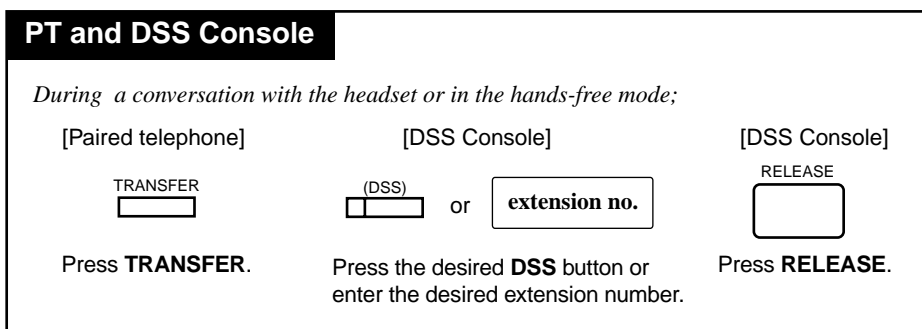 PT and DSS Console
During a conversation with the headset or in the hands-free mode;
[Paired telephone] [DSS Console] [DSS Console]
TRANSFER (DSS) or extension no. RELEASE
Press TRANSFER. Press the desired DSS button or Press RELEASE.
enter the desired extension number.